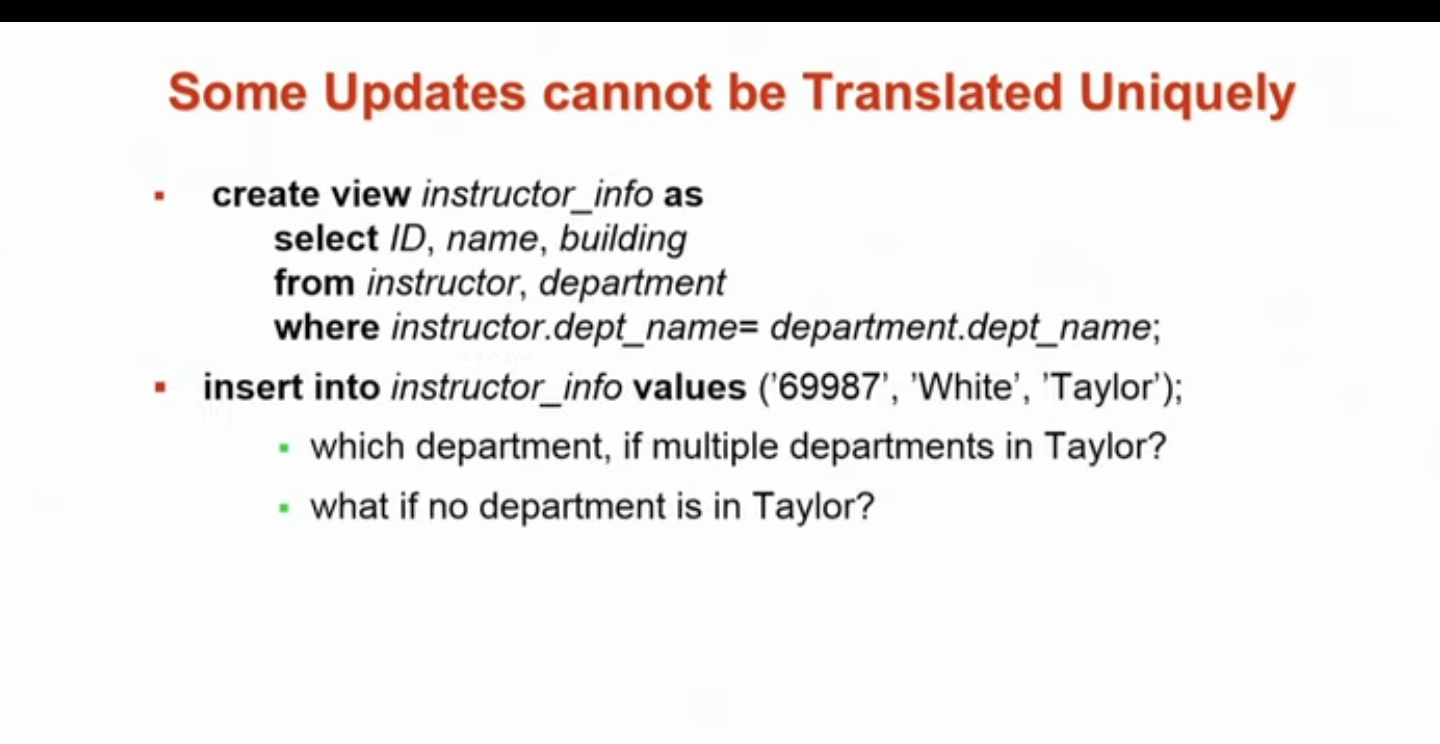 Some Updates cannot be Translated Uniquely
▪ create view instructor_info as
select ID, name, building
from instructor, department
where instructor.dept_name= department.dept_name;
▪ insert into instructor_info values (’69987’, ’White’, ’Taylor’);
▪ which department, if multiple departments in Taylor?
▪ what if no department is in Taylor?